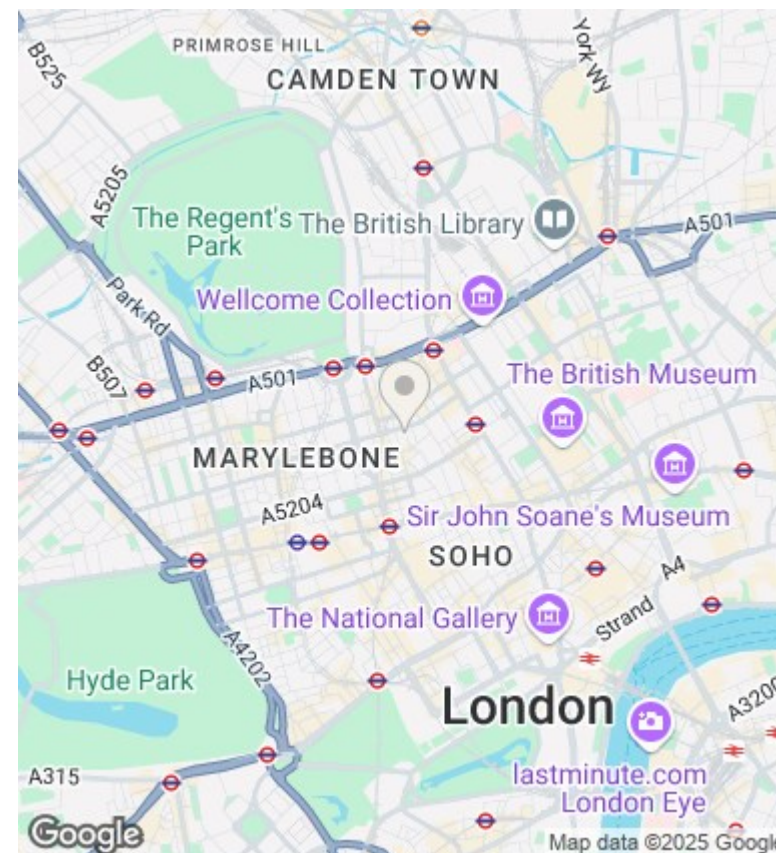 PRIMROSE HILL
York Wy
B525
CAMDEN TOWN
A5205
The Regent's
Park
The British Library
A501
Wellcome Collection
Park Rd
B507
A501
The British Museum
MARYLEBONE
A5204
Sir John Soane's Museum
SOHO
A4
The National Gallery
Strand
A4202
Hyde Park
London
A3200
A315
lastminute.com
London Eye
Google
Map data ©2025 Google